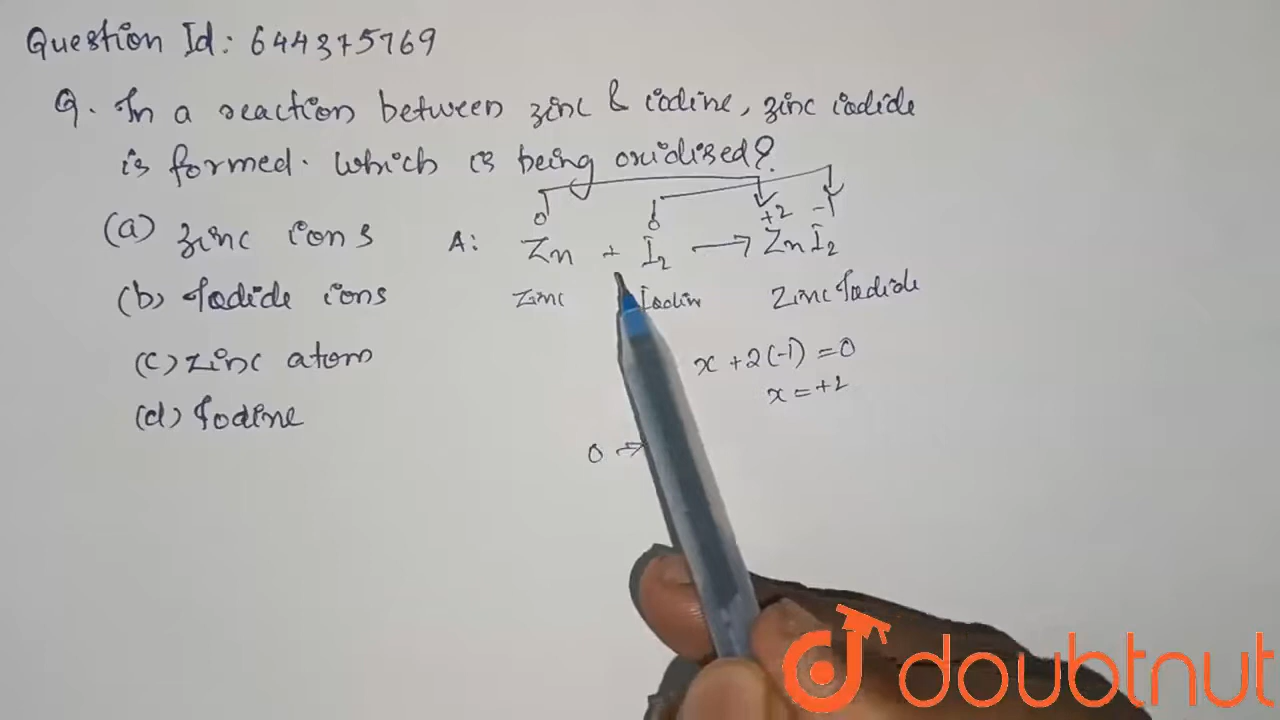 Question Id: 644375769
Q. In a reaction between zinc & iodine, zinc iodide
is formed. Which is being oxidised?
(a) zinc ions
(b) Iodide ions
(c) Zinc atom
(d) Iodine
0 0 +2 -1
A: Zn + I2 → ZnI2
Zinc Iodin Zinc Iodide
x + 2(-1) = 0
x = +2
0 →
doubtnut